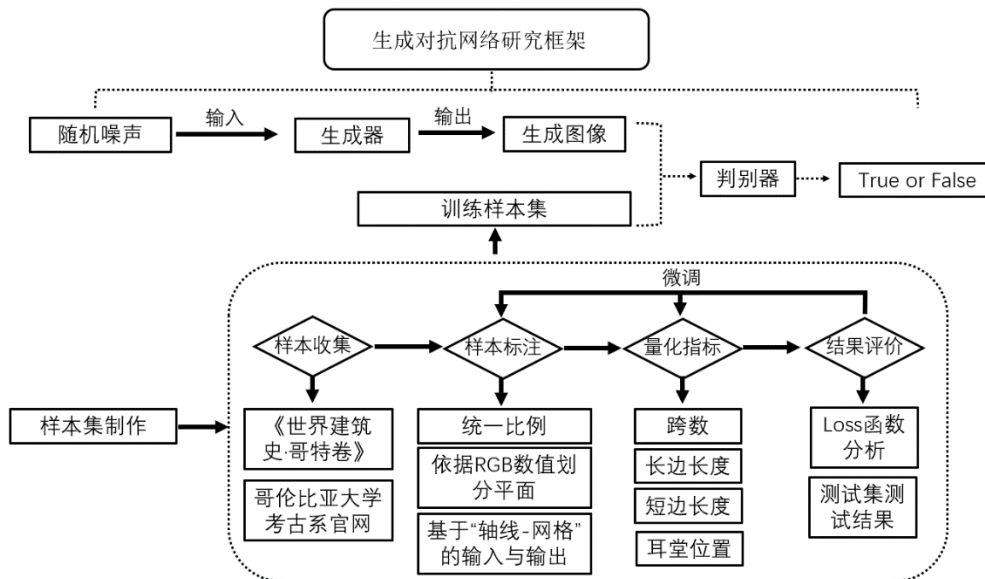 生成对抗网络研究框架
随机噪声
输入
生成器
输出
生成图像
判别器
True or False
训练样本集
微调
样本收集
样本标注
量化指标
结果评价
样本集制作
《世界建筑
史·哥特卷》
哥伦比亚大学
考古系官网
统一比例
依据RGB数值划
分平面
基于“轴线-网格”
的输入与输出
跨数
长边长度
短边长度
耳堂位置
Loss函数
分析
测试集测
试结果